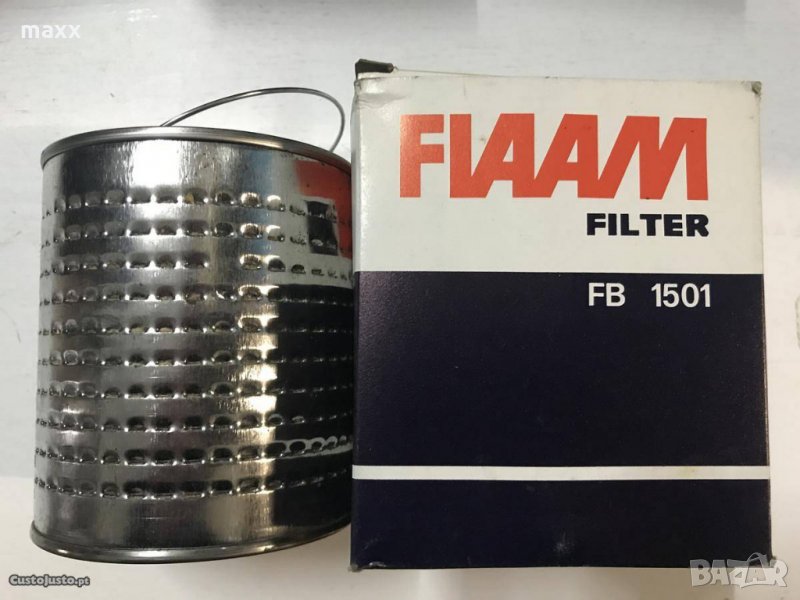 maxx
FIAAM
FILTER
FB 1501
CustoJusto.pt
BAZAR